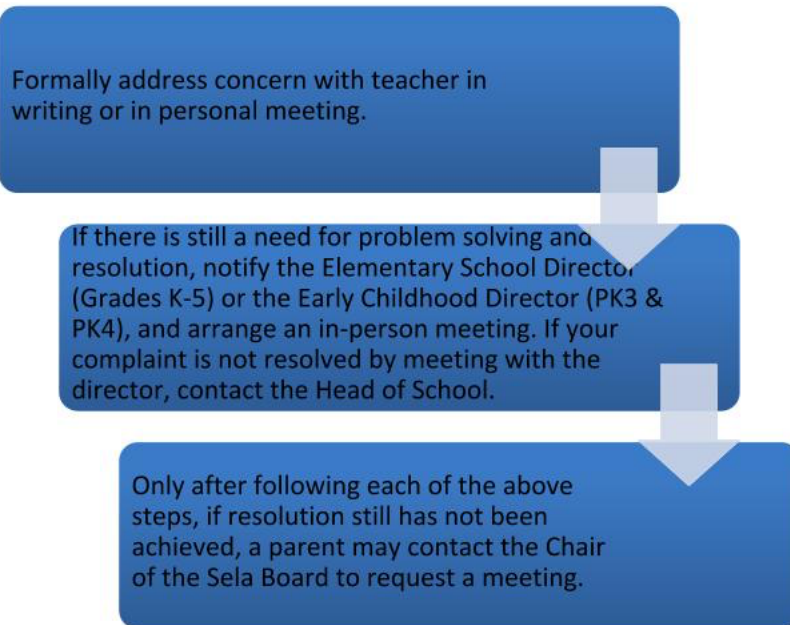 Formally address concern with teacher in
writing or in personal meeting.
If there is still a need for problem solving and
resolution, notify the Elementary School Director
(Grades K-5) or the Early Childhood Director (PK3 &
PK4), and arrange an in-person meeting. If your
complaint is not resolved by meeting with the
director, contact the Head of School.
Only after following each of the above
steps, if resolution still has not been
achieved, a parent may contact the Chair
of the Sela Board to request a meeting.